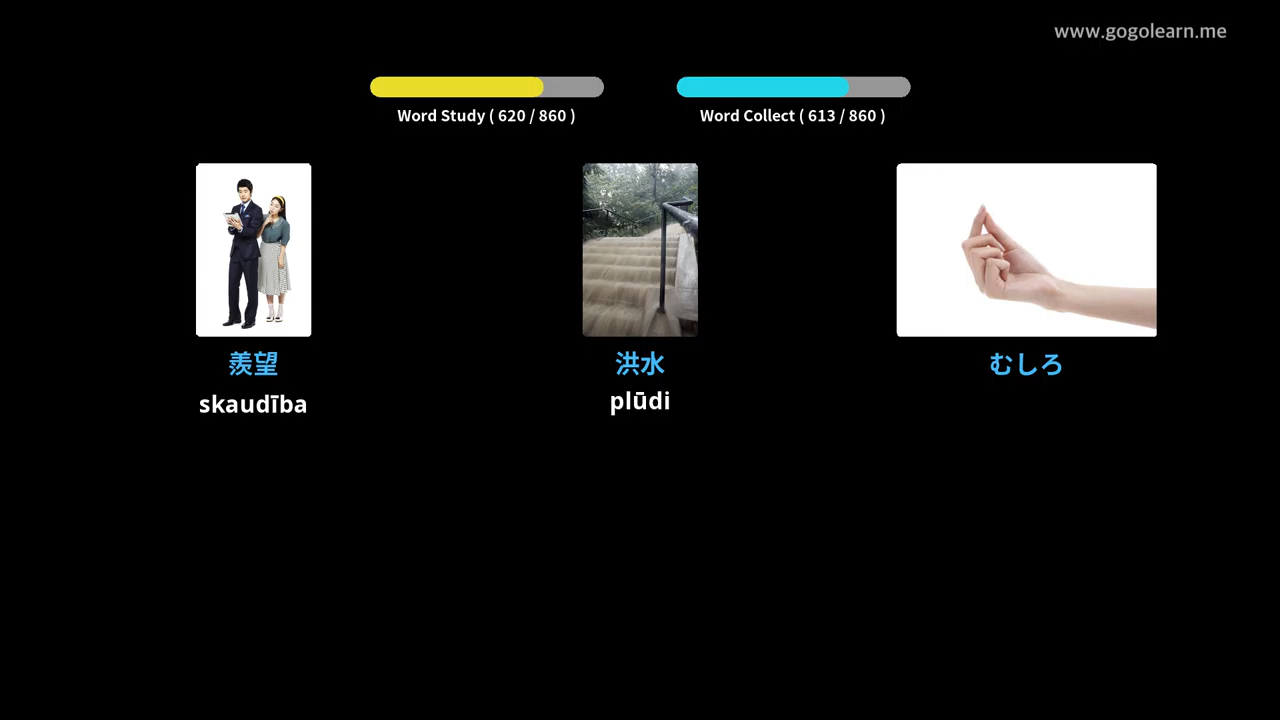 www.gogolearn.me
Word Study ( 620 / 860 )
Word Collect ( 613 / 860 )
羨望
skaudība
洪水
plūdi
むしろ